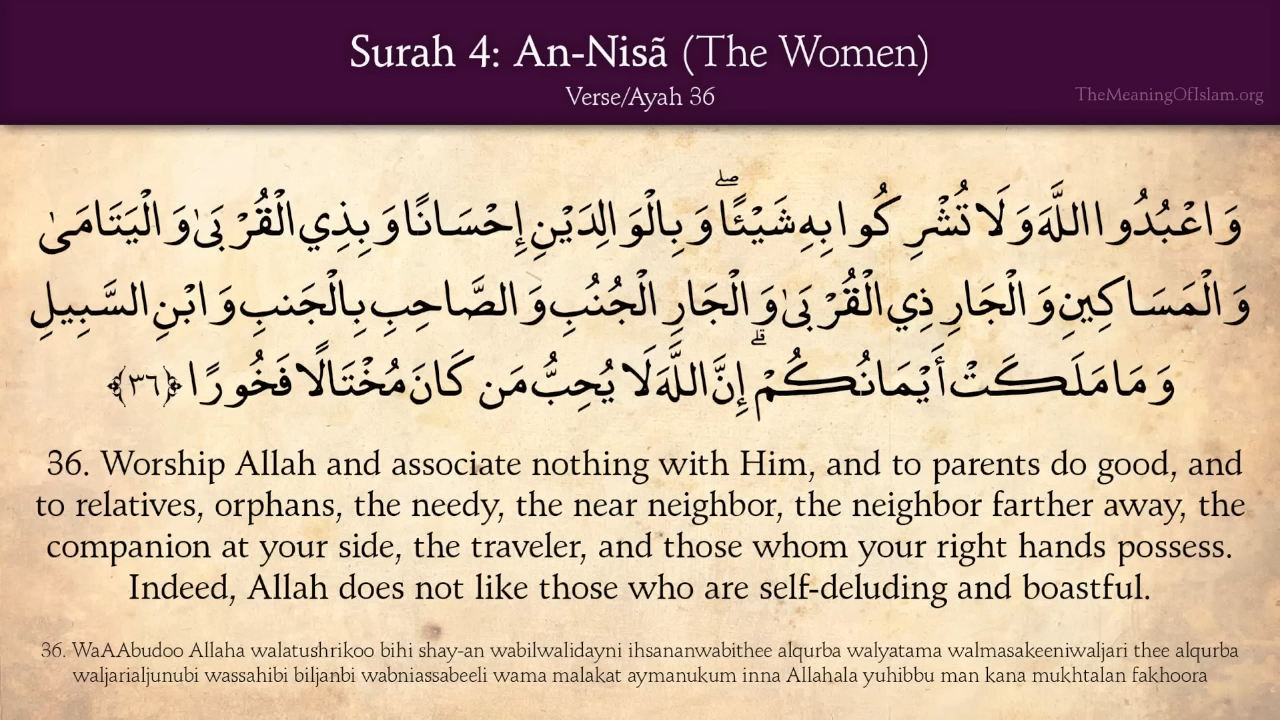 Surah 4: An-Nisã (The Women)
Verse/Ayah 36
TheMeaningOfIslam.org
وَاعْبُدُوا اللَّهَ وَلَا تُشْرِكُوا بِهِ شَيْئًا ۖ وَبِالْوَالِدَيْنِ إِحْسَانًا وَبِذِي الْقُرْبَىٰ وَالْيَتَامَىٰ
وَالْمَسَاكِينِ وَالْجَارِ ذِي الْقُرْبَىٰ وَالْجَارِ الْجُنُبِ وَالصَّاحِبِ بِالْجَنبِ وَابْنِ السَّبِيلِ
وَمَا مَلَكَتْ أَيْمَانُكُمْ ۗ إِنَّ اللَّهَ لَا يُحِبُّ مَن كَانَ مُخْتَالًا فَخُورًا ﴿٣٦﴾
36. Worship Allah and associate nothing with Him, and to parents do good, and
to relatives, orphans, the needy, the near neighbor, the neighbor farther away, the
companion at your side, the traveler, and those whom your right hands possess.
Indeed, Allah does not like those who are self-deluding and boastful.
36. WaAAbudoo Allaha walatushrikoo bihi shay-an wabilwalidayni ihsananwabithee alqurba walyatama walmasakeeniwaljari thee alqurba
waljarialjunubi wassahibi biljanbi wabniassabeeli wama malakat aymanukum inna Allahala yuhibbu man kana mukhtalan fakhoora